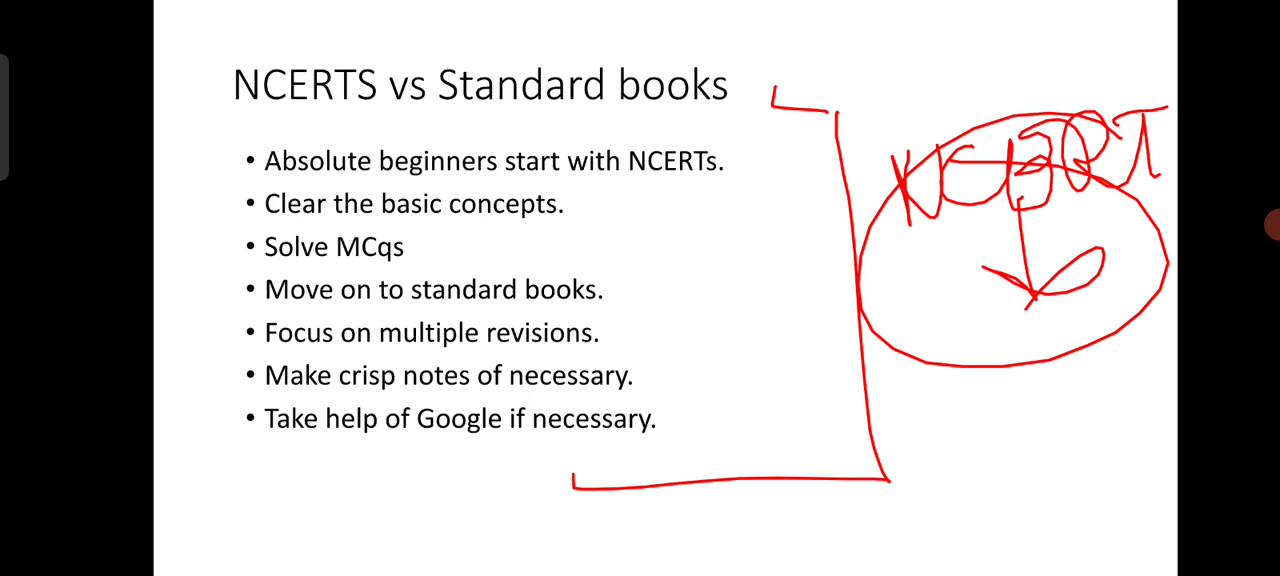 NCERTS vs Standard books
• Absolute beginners start with NCERTs.
• Clear the basic concepts.
• Solve MCqs
• Move on to standard books.
• Focus on multiple revisions.
• Make crisp notes of necessary.
• Take help of Google if necessary.
NCERT